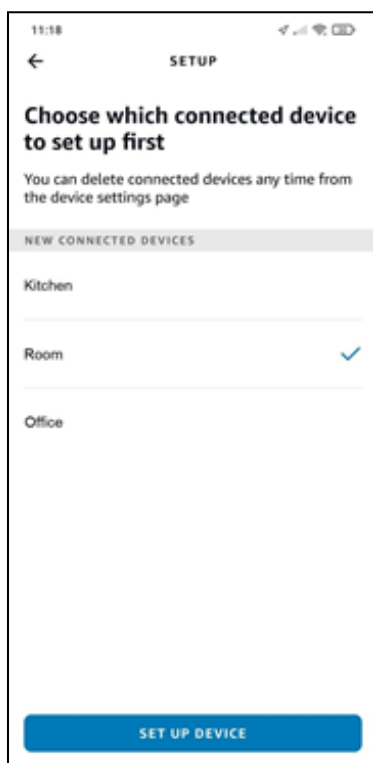 11:18
SETUP
Choose which connected device
to set up first
You can delete connected devices any time from
the device settings page
NEW CONNECTED DEVICES
Kitchen
Room
Office
SET UP DEVICE